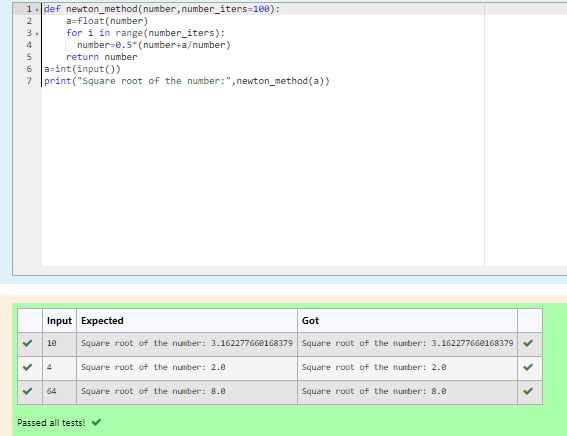 1 def newton_method(number,number_iters=100):
2 a=float(number)
3 for i in range(number_iters):
4 number=0.5*(number+a/number)
5 return number
6 a=int(input())
7 print("Square root of the number:",newton_method(a))
Input Expected Got
10 Square root of the number: 3.162277660168379 Square root of the number: 3.162277660168379
4 Square root of the number: 2.0 Square root of the number: 2.0
64 Square root of the number: 8.0 Square root of the number: 8.0
Passed all tests!